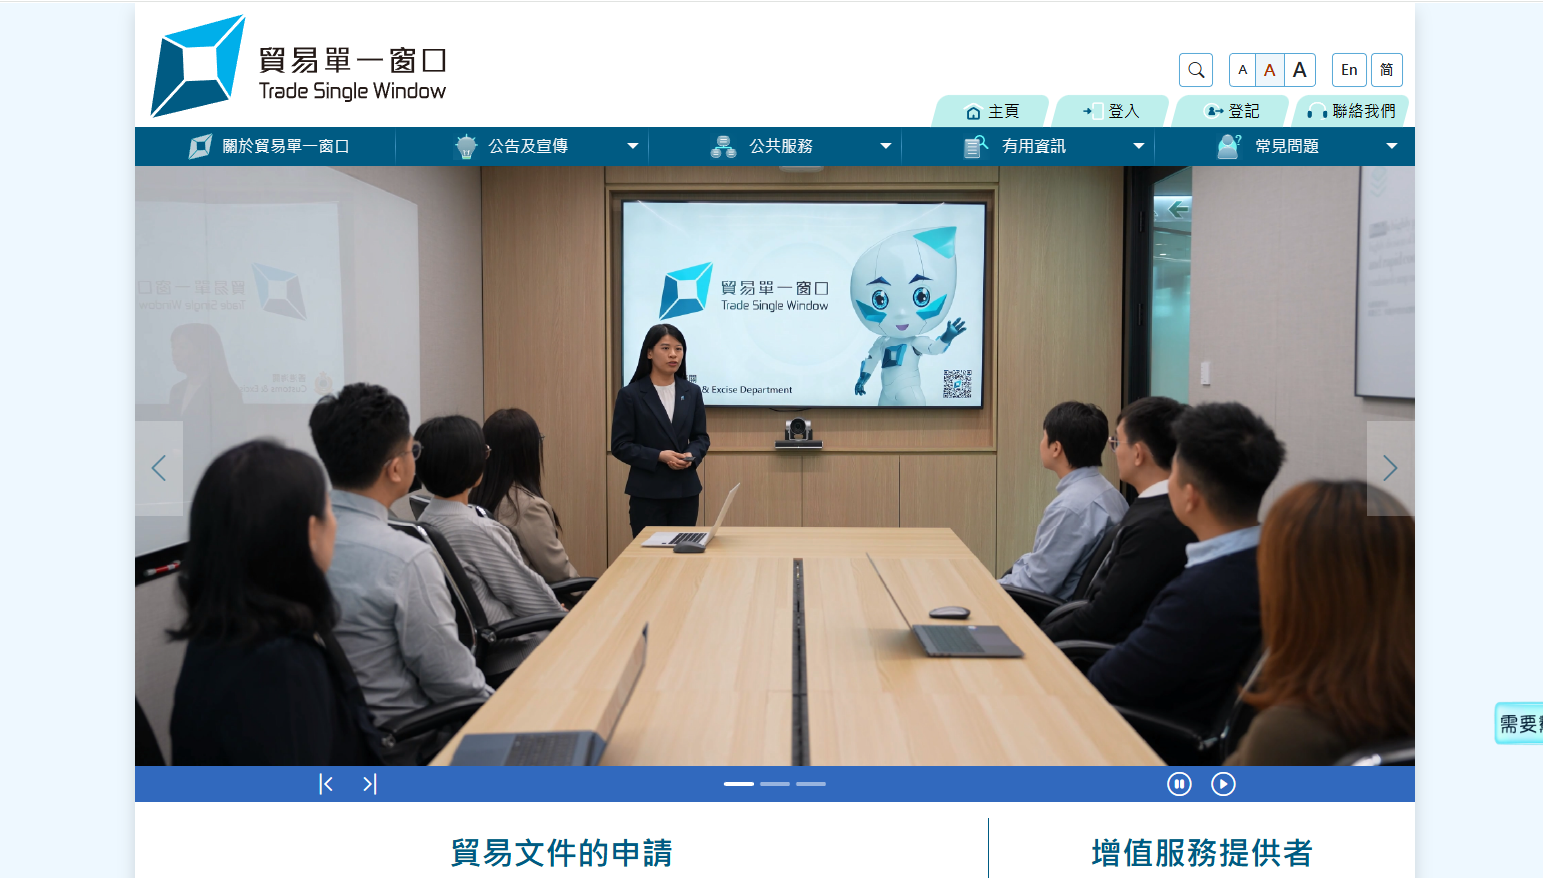 貿易單一窗口
Trade Single Window
A A A
En 简
主頁 登入 登記 聯絡我們
關於貿易單一窗口 公告及宣傳 公共服務 有用資訊 常見問題
貿易單一窗口
Trade Single Window
& Excise Department
貿易文件的申請 增值服務提供者
需要